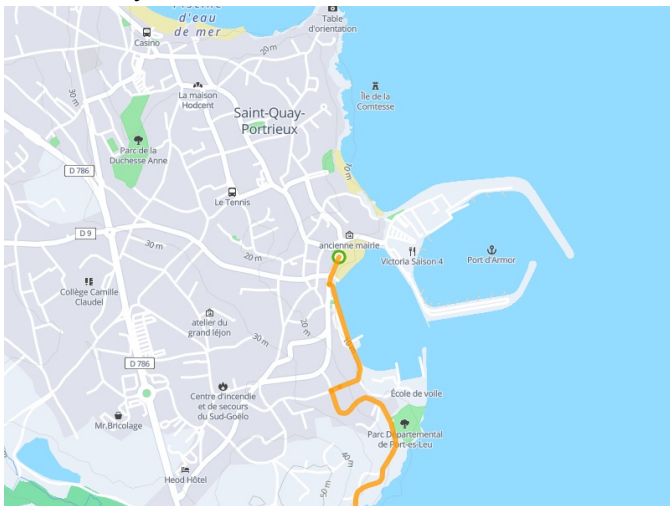 d'eau
de mer
Table
d'orientation
Casino
20 m
30 m
La maison
Hodcent
Île de la
Comtesse
Saint-Quay-
Portrieux
Parc de la
Duchesse Anne
10 m
D 786
Le Tennis
D 9
30 m
20 m
ancienne mairie
Victoria Saison 4
Port d'Armor
Collège Camille
Claudel
atelier du
grand léjon
20 m
30 m
D 786
Centre d'incendie
et de secours
du Sud-Goëlo
École de voile
Mr,Bricolage
Parc Départemental
de Port-es-Leu
40 m
Heod Hôtel
50 m